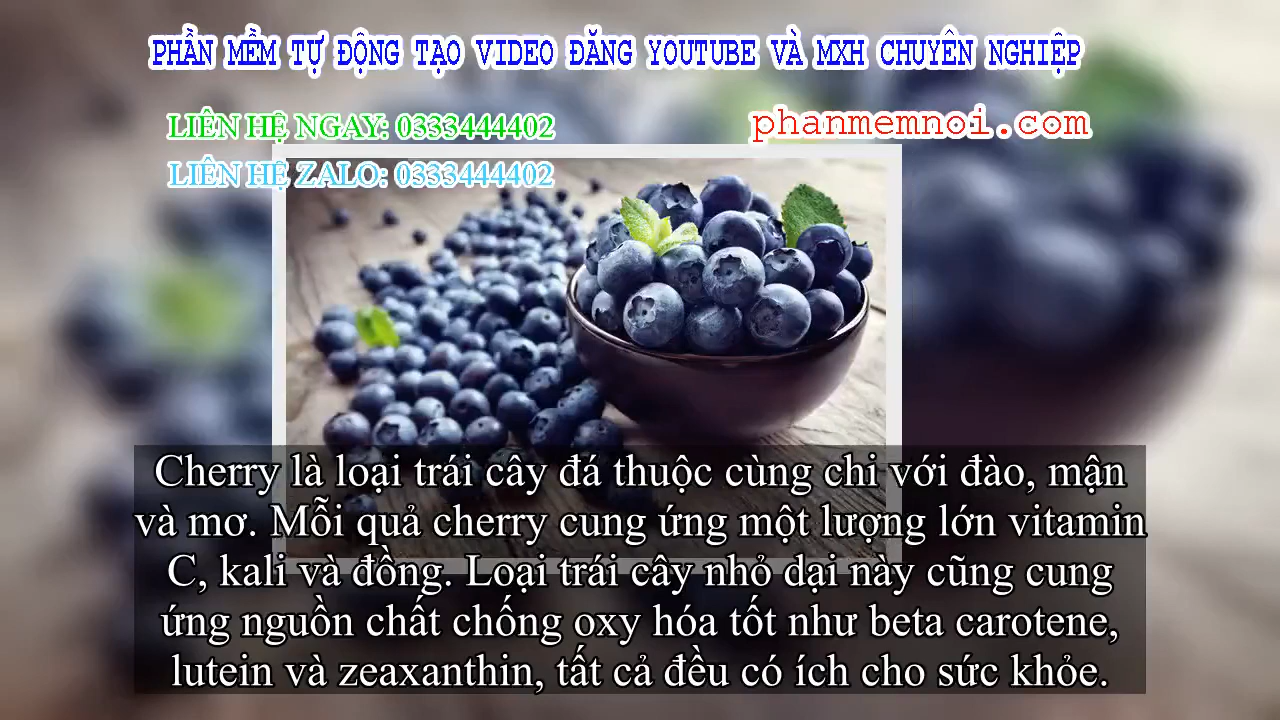 PHẦN MỀM TỰ ĐỘNG TẠO VIDEO ĐĂNG YOUTUBE VÀ MXH CHUYÊN NGHIỆP
LIÊN HỆ NGAY: 0333444402
phanmemnoi.com
LIÊN HỆ ZALO: 0333444402
Cherry là loại trái cây đá thuộc cùng chi với đào, mận
và mơ. Mỗi quả cherry cung ứng một lượng lớn vitamin
C, kali và đồng. Loại trái cây nhỏ dại này cũng cung
ứng nguồn chất chống oxy hóa tốt như beta carotene,
lutein và zeaxanthin, tất cả đều có ích cho sức khỏe.